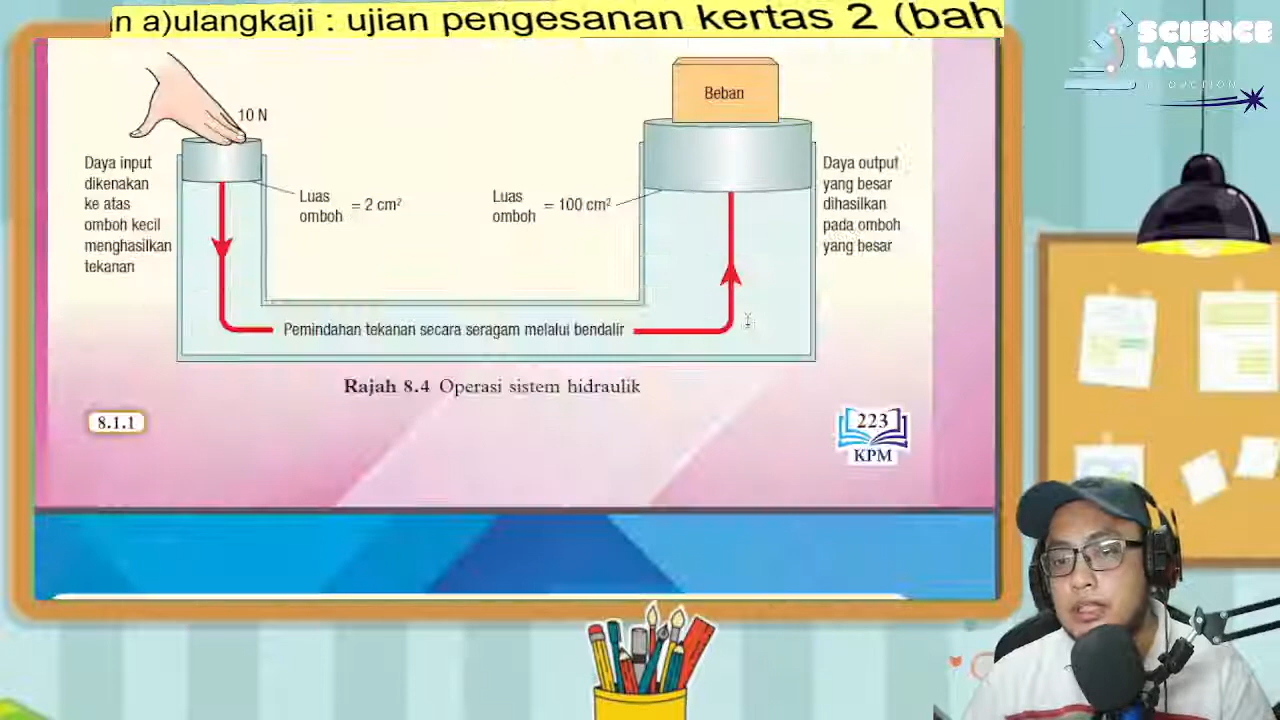 ın a)ulangkaji : ujian pengesanan kertas 2 (bah
SCIENCE
LAB
10 N
Beban
Daya input
dikenakan
ke atas
omboh kecil
menghasilkan
tekanan
Luas
omboh = 2 cm²
Luas
omboh = 100 cm²
Daya output
yang besar
dihasilkan
pada omboh
yang besar
Pemindahan tekanan secara seragam melalui bendalir
Rajah 8.4 Operasi sistem hidraulik
8.1.1
223
KPM